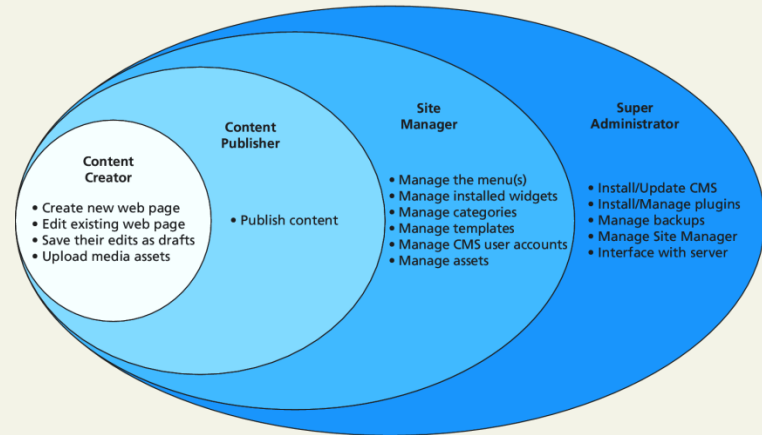 Content
Creator
• Create new web page
• Edit existing web page
• Save their edits as drafts
• Upload media assets
Content
Publisher
• Publish content
Site
Manager
• Manage the menu(s)
• Manage installed widgets
• Manage categories
• Manage templates
• Manage CMS user accounts
• Manage assets
Super
Administrator
• Install/Update CMS
• Install/Manage plugins
• Manage backups
• Manage Site Manager
• Interface with server